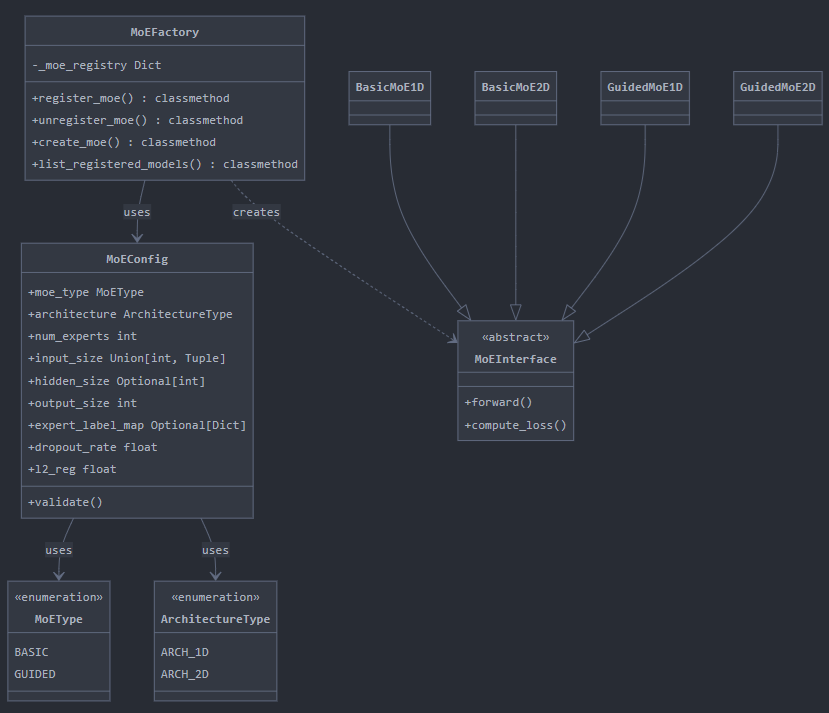 MoEFactory
-_moe_registry Dict
+register_moe() : classmethod
+unregister_moe() : classmethod
+create_moe() : classmethod
+list_registered_models() : classmethod
BasicMoE1D
BasicMoE2D
GuidedMoE1D
GuidedMoE2D
uses
creates
MoEConfig
+moe_type MoEType
+architecture ArchitectureType
+num_experts int
+input_size Union[int, Tuple]
+hidden_size Optional[int]
+output_size int
+expert_label_map Optional[Dict]
+dropout_rate float
+l2_reg float
+validate()
«abstract»
MoEInterface
+forward()
+compute_loss()
uses
uses
«enumeration»
MoEType
BASIC
GUIDED
«enumeration»
ArchitectureType
ARCH_1D
ARCH_2D